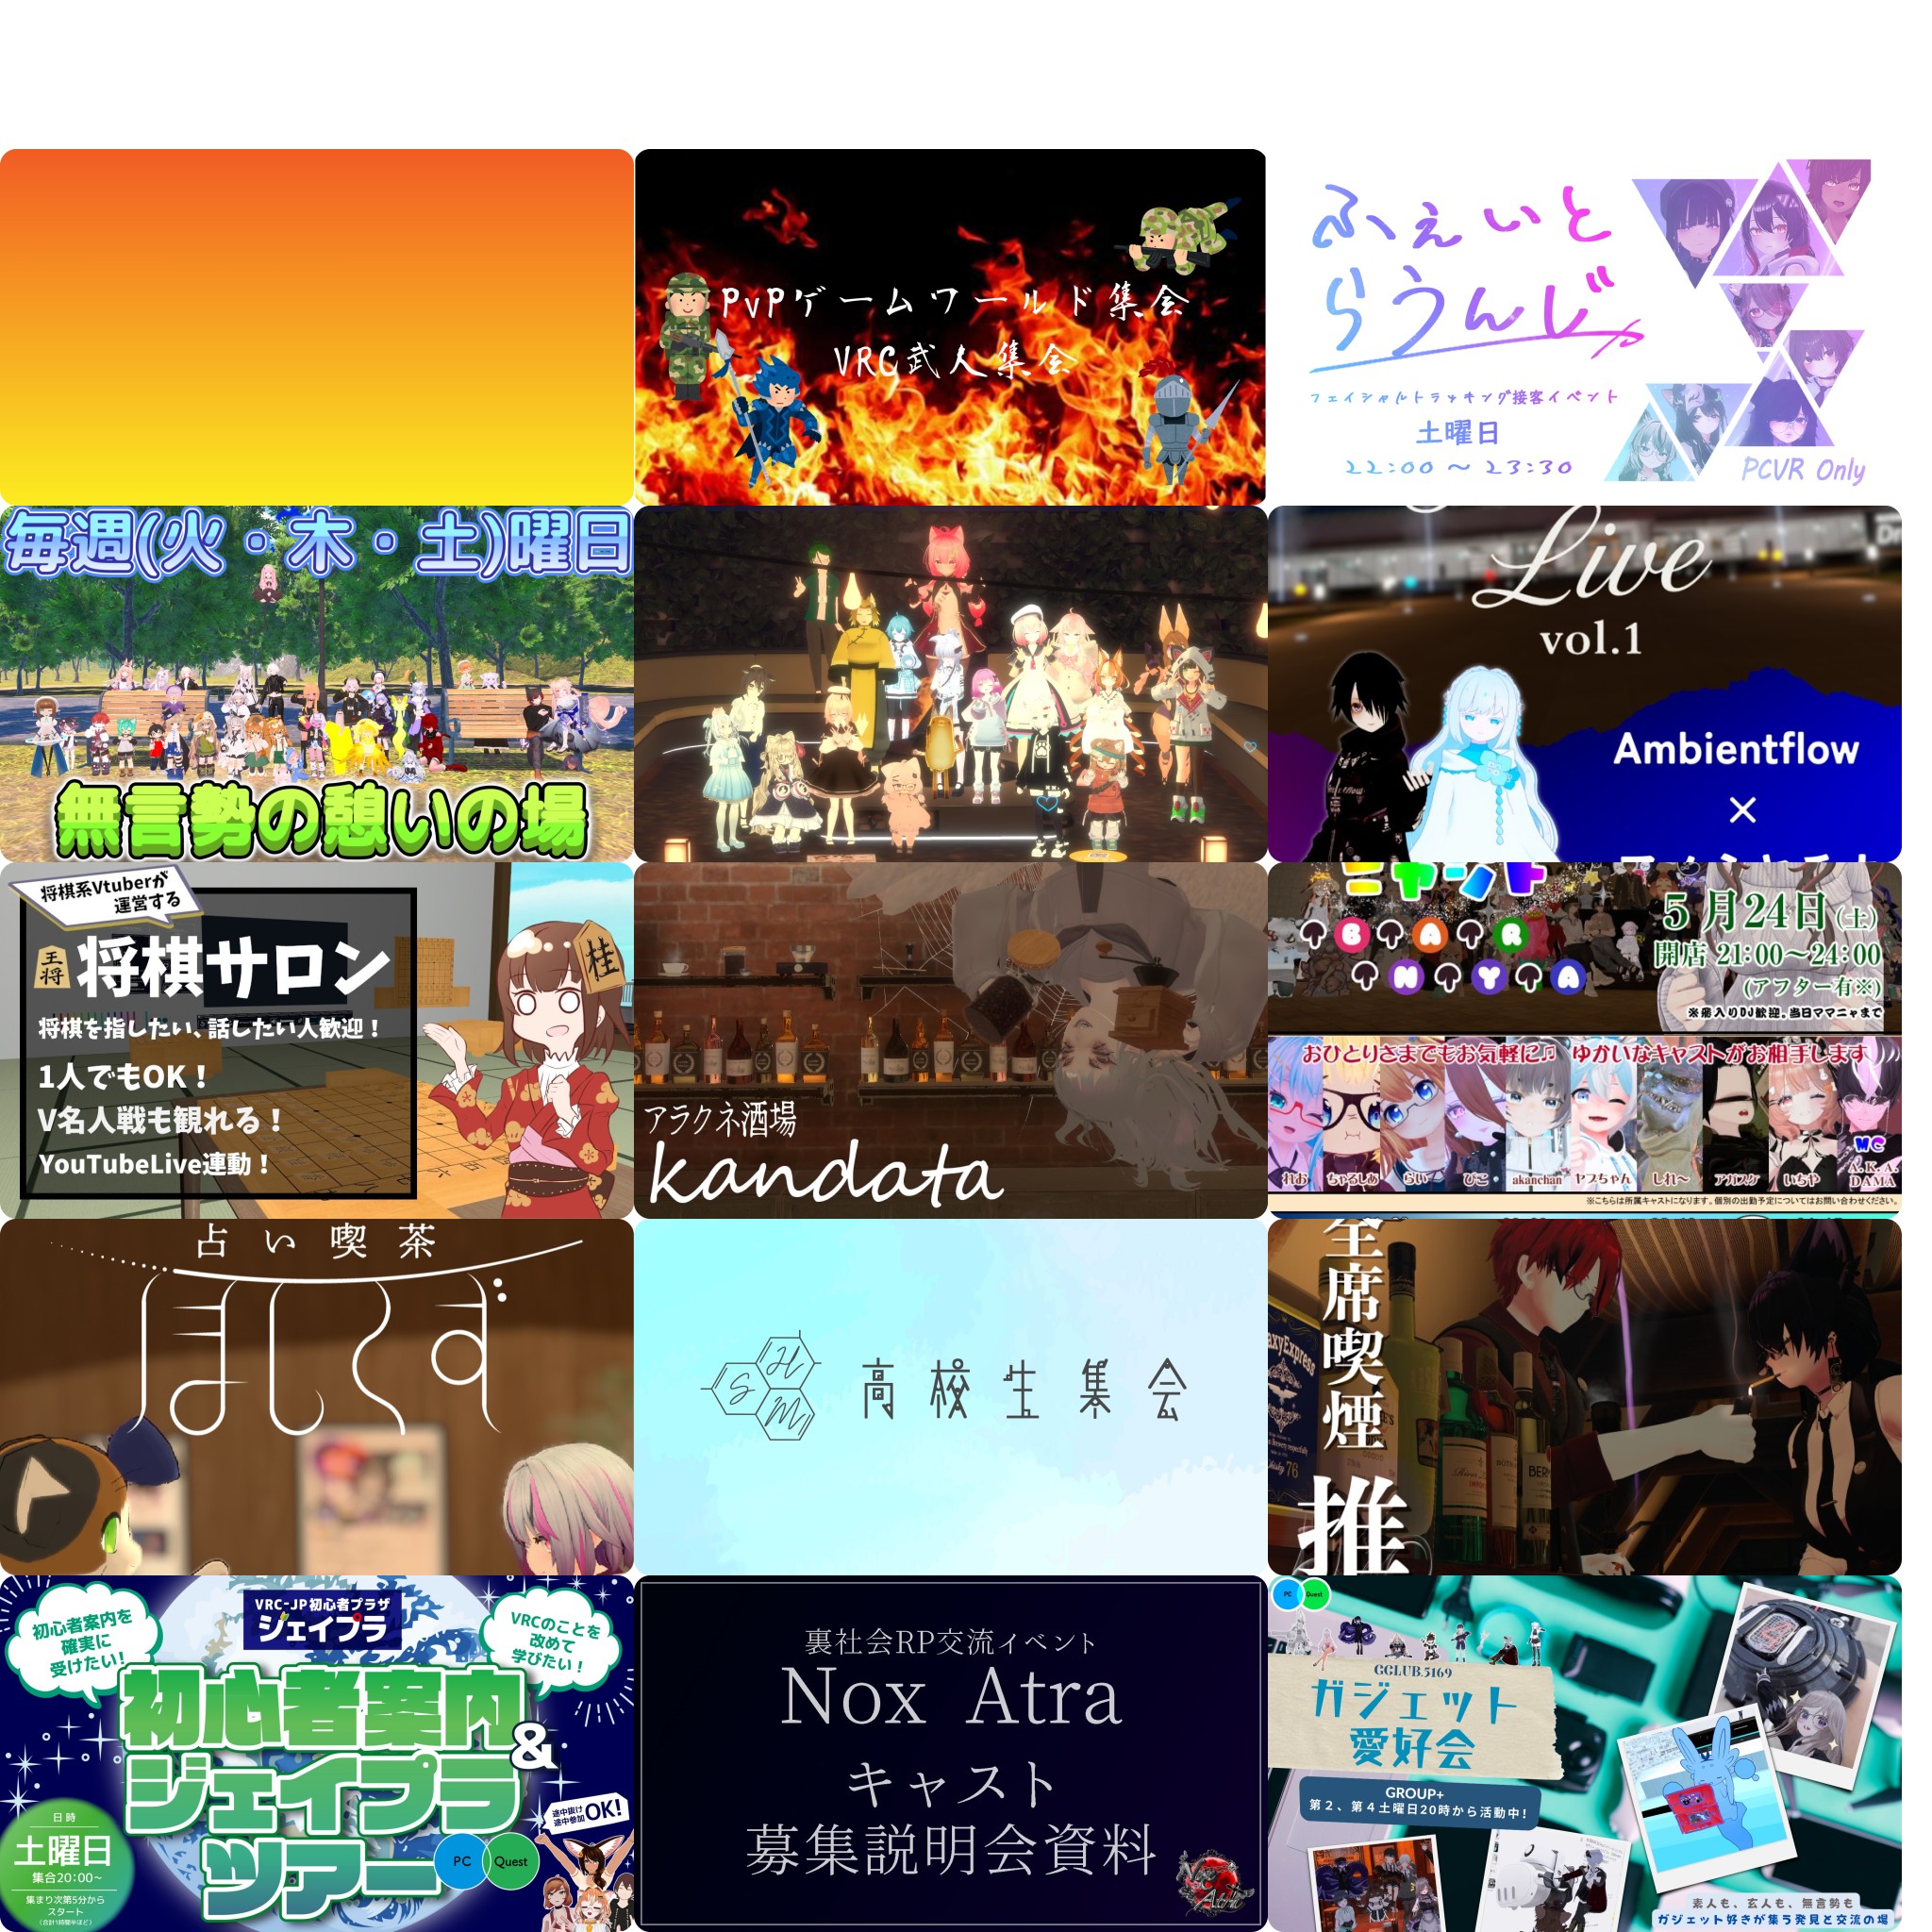 PvPゲームワールド集会
VRC武人集会
ふぇいと
らうんじ
フェイシャルトラッキング接客イベント
土曜日
22:00 ～ 23:30
PCVR Only
毎週(火・木・土)曜日
無言勢の憩いの場
Live
vol.1
Ambientflow
×
将棋系Vtuberが
運営する
王将
将棋サロン
将棋を指したい、話したい人歓迎！
1人でもOK！
V名人戦も観れる！
YouTubeLive連動！
桂
アラクネ酒場
kandata
ミャント
B A R
N Y A
5月24日(土)
開店 21:00～24:00
(アフター有※)
※飛入りDJ歓迎。当日ママニャまで
おひとりさまでもお気軽に♫ ゆかいなキャストがお相手します
れお ちゃるしあ らいー ぴこ akanchan ヤブちゃん しれ～ アガスケ いちや
MC
A.K.A.
DAMA
※こちらは所属キャストになります。個別の出勤予定についてはお問い合わせください。
占い喫茶
ほしくず
S H M
高校生集会
全席喫煙
推
初心者案内を
確実に
受けたい！
VRC-JP初心者プラザ
ジェイプラ
VRCのことを
改めて
学びたい！
初心者案内
&
ジェイプラ
ツアー
日時
土曜日
集合20:00~
集まり次第5分から
スタート
(合計1時間半ほど)
途中抜け
途中参加
OK!
PC Quest
裏社会RP交流イベント
Nox Atra
キャスト
募集説明会資料
PC Quest
GCLUB.5169
ガジェット
愛好会
GROUP+
第２、第４土曜日20時から活動中！
素人も、玄人も、無言勢も
ガジェット好きが集う発見と交流の場